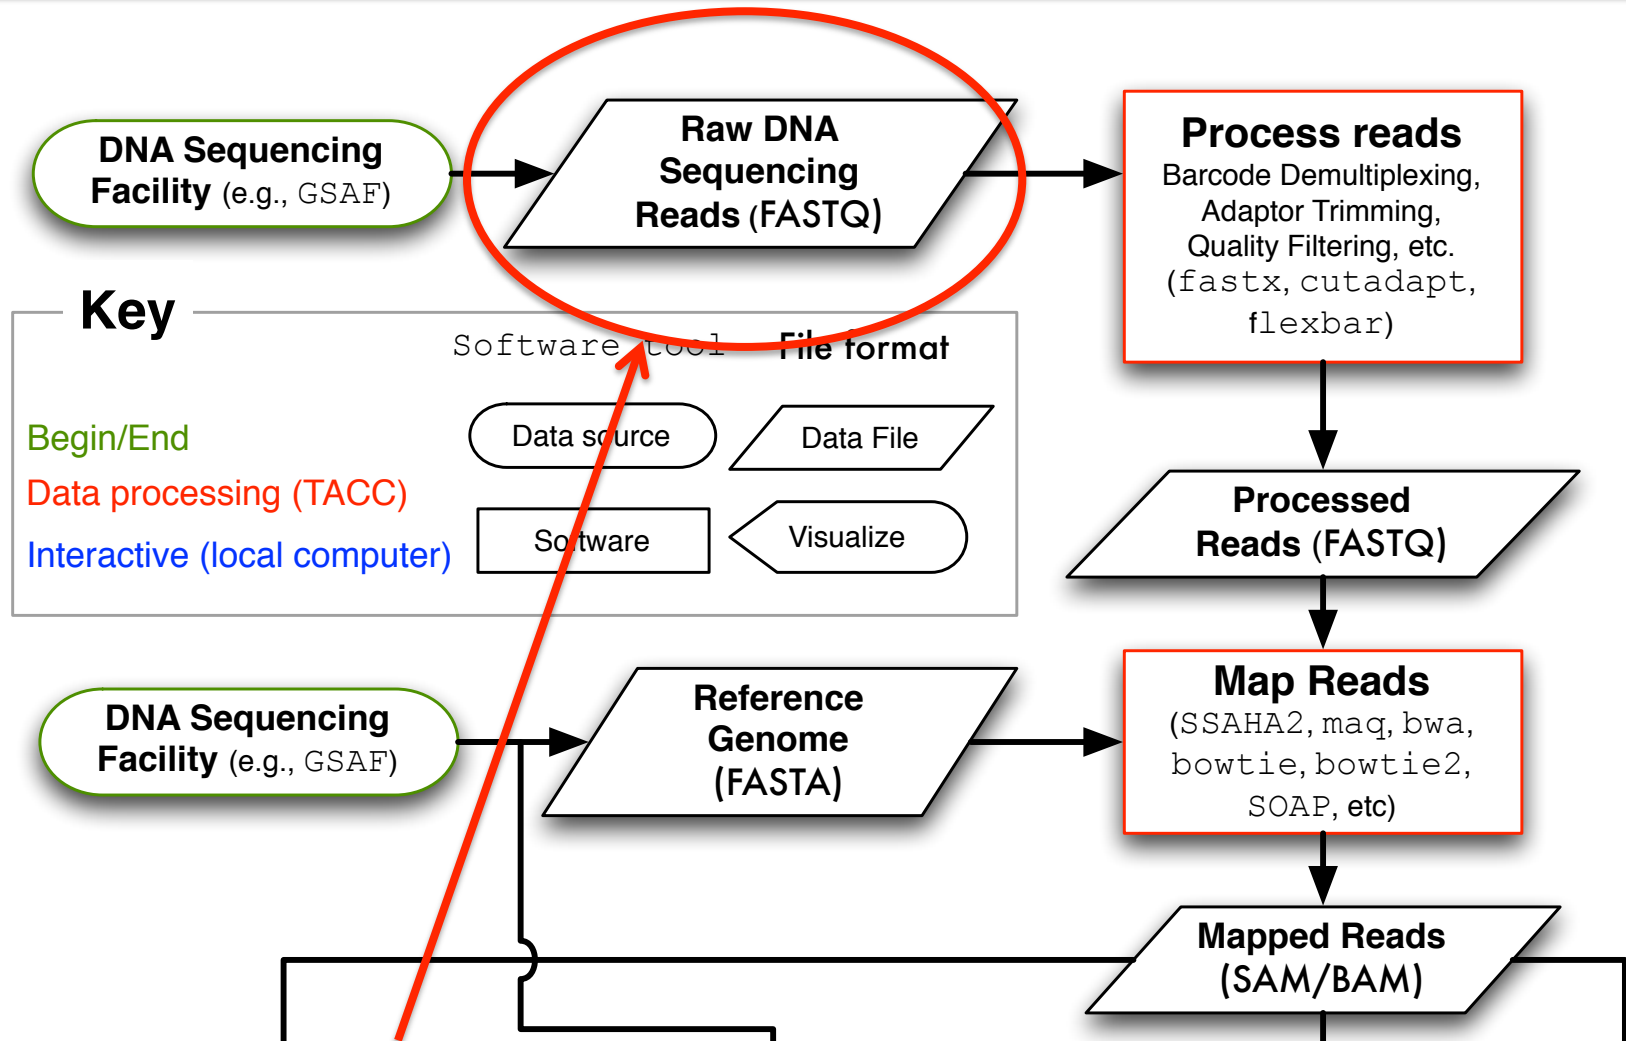 DNA Sequencing
Facility (e.g., GSAF)
Raw DNA
Sequencing
Reads (FASTQ)
Process reads
Barcode Demultiplexing,
Adaptor Trimming,
Quality Filtering, etc.
(fastx, cutadapt,
flexbar)
Key
Software tool
File format
Begin/End
Data processing (TACC)
Interactive (local computer)
Data source
Data File
Software
Visualize
Processed
Reads (FASTQ)
DNA Sequencing
Facility (e.g., GSAF)
Reference
Genome
(FASTA)
Map Reads
(SSAHA2, maq, bwa,
bowtie, bowtie2,
SOAP, etc)
Mapped Reads
(SAM/BAM)